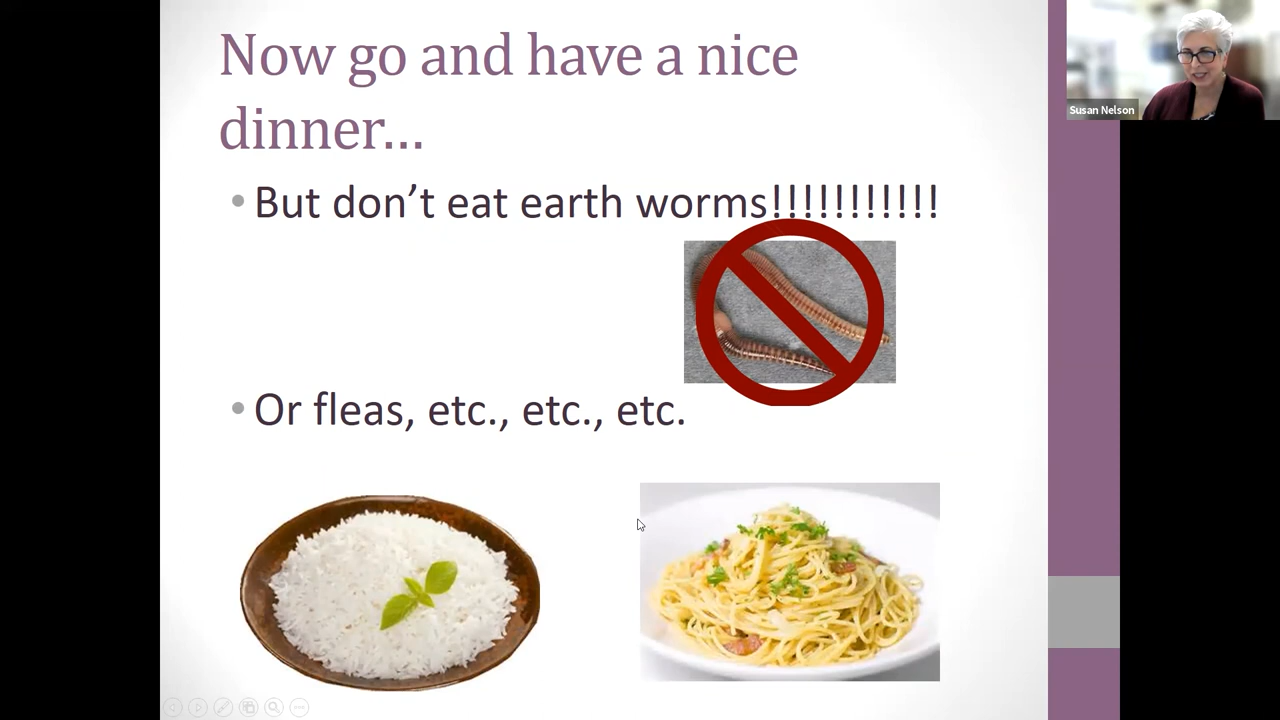 Now go and have a nice
dinner…
• But don’t eat earth worms!!!!!!!!!!!
• Or fleas, etc., etc., etc.
Susan Nelson